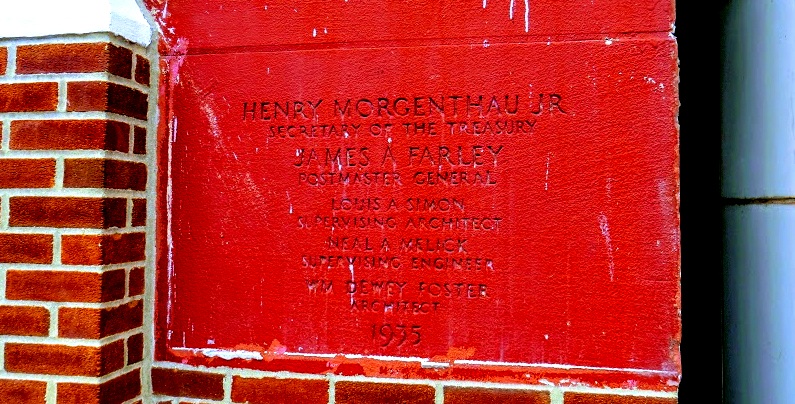 HENRY MORGENTHAU JR
SECRETARY OF THE TREASURY
JAMES A FARLEY
POSTMASTER GENERAL
LOUIS A SIMON
SUPERVISING ARCHITECT
NEAL A MELICK
SUPERVISING ENGINEER
WM DEWEY FOSTER
ARCHITECT
1935